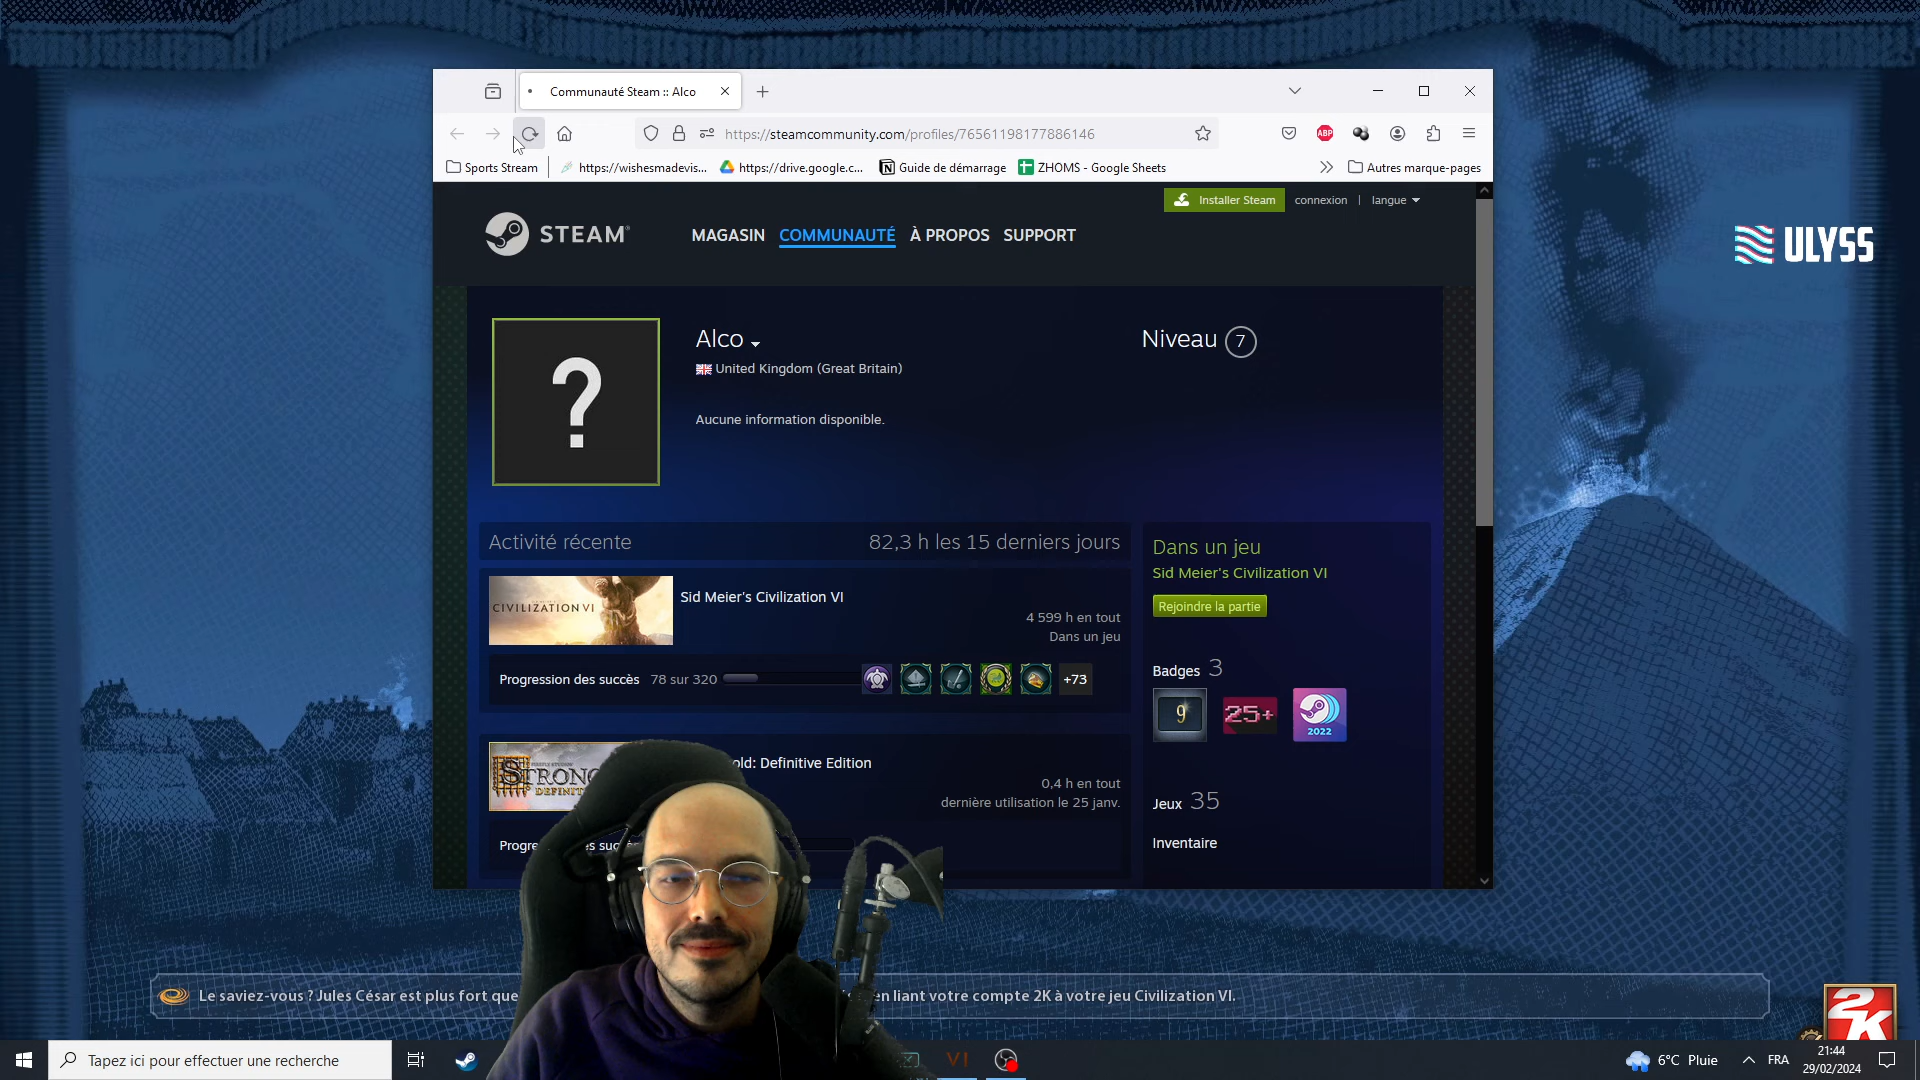 Communauté Steam :: Alco
https://steamcommunity.com/profiles/76561198177886146
ABP
Sports Stream
https://wishesmadevis...
https://drive.google.c...
Guide de démarrage
ZHOMS - Google Sheets
Autres marque-pages
Installer Steam
connexion
langue
STEAM
MAGASIN
COMMUNAUTÉ
À PROPOS
SUPPORT
ULYSS
?
Alco
Niveau 7
United Kingdom (Great Britain)
Aucune information disponible.
Activité récente
82,3 h les 15 derniers jours
Dans un jeu
Sid Meier's Civilization VI
Rejoindre la partie
CIVILIZATION VI
Sid Meier's Civilization VI
4 599 h en tout
Dans un jeu
Progression des succès 78 sur 320
+73
Badges 3
9
25+
2022
old: Definitive Edition
0,4 h en tout
dernière utilisation le 25 janv.
Jeux 35
Inventaire
Le saviez-vous ? Jules César est plus fort que
en liant votre compte 2K à votre jeu Civilization VI.
2K
Tapez ici pour effectuer une recherche
VI
6°C Pluie
FRA
21:44
29/02/2024